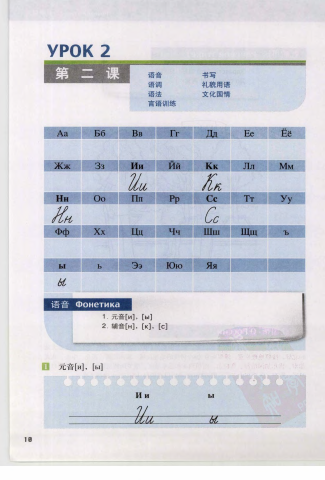 УРОК 2
第 二 课
语音 书写
语词 礼貌用语
语法 文化国情
言语训练
Аа Бб Вв Гг Дд Ее Ёё
Жж Зз Ии Йй Кк Лл Мм
Ии Кк
Нн Оо Пп Рр Сс Тт Уу
Нн Сс
Фф Хх Цц Чч Шш Щщ ъ
ы ь Ээ Юю Яя
ы
语音 Фонетика
1. 元音[и]、[ы]
2. 辅音[н]、[к]、[с]
1 元音[и]、[ы]
И и ы
Ии ы
10